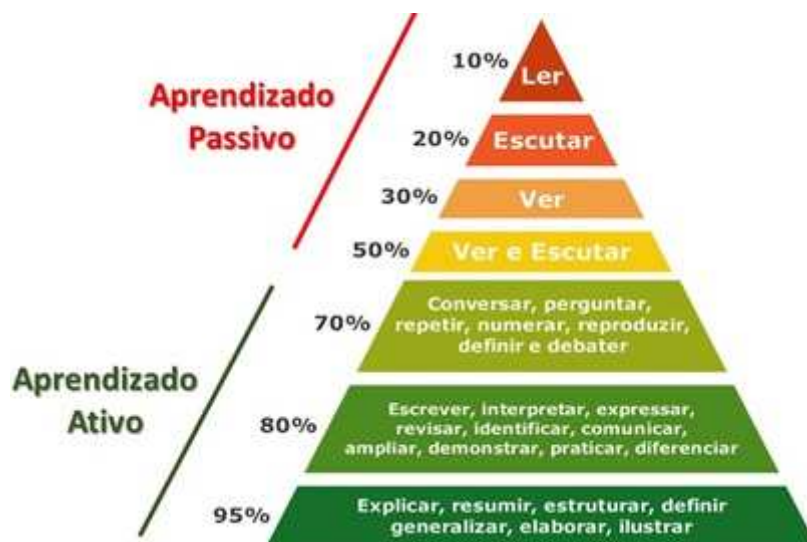 10%
Ler
Aprendizado
Passivo
20%
Escutar
30%
Ver
50%
Ver e Escutar
70%
Conversar, perguntar,
repetir, numerar, reproduzir,
definir e debater
Aprendizado
Ativo
80%
Escrever, interpretar, expressar,
revisar, identificar, comunicar,
ampliar, demonstrar, praticar, diferenciar
95%
Explicar, resumir, estruturar, definir
generalizar, elaborar, ilustrar